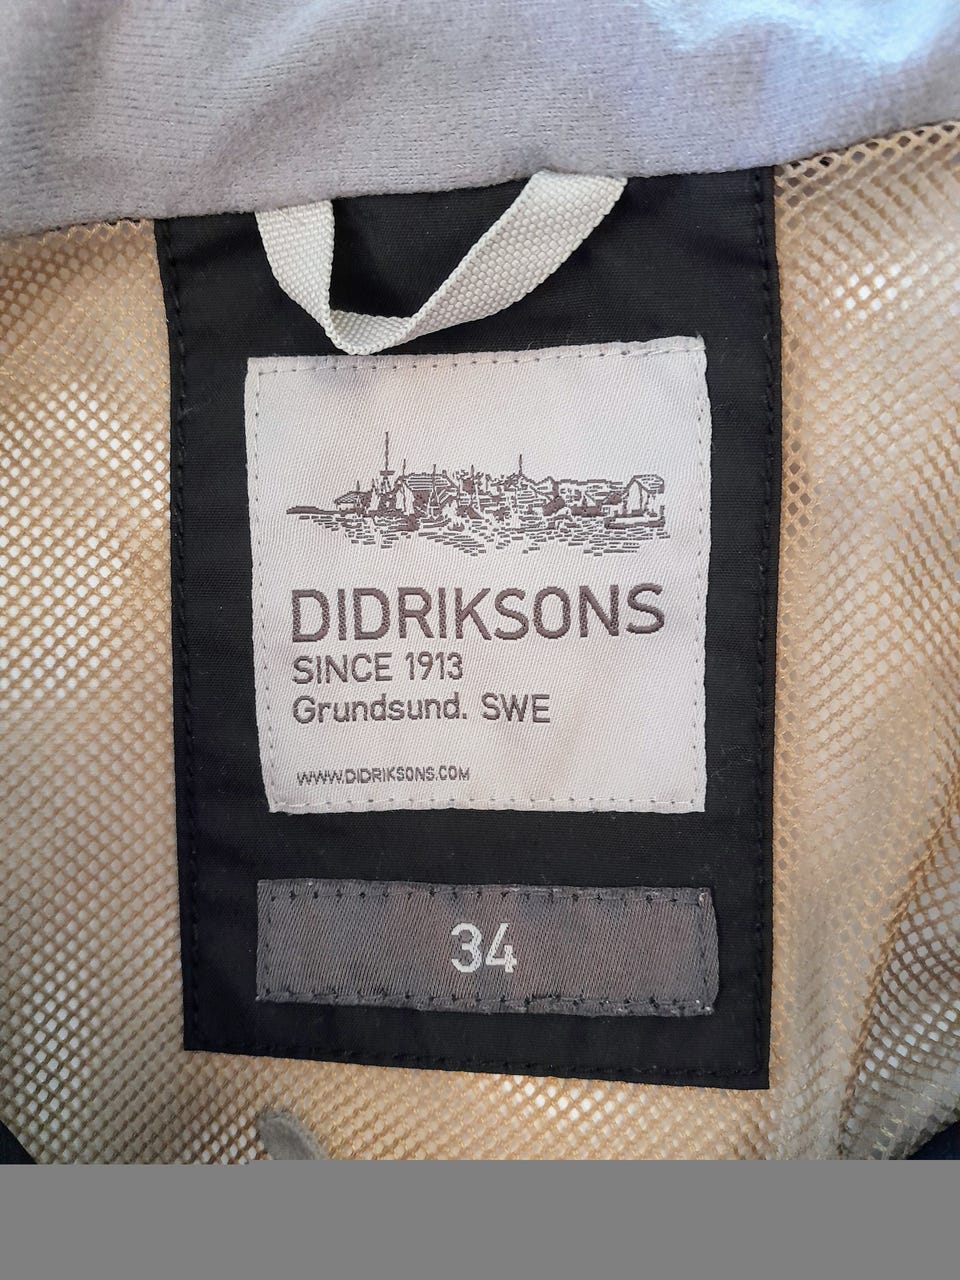 DIDRIKSONS
SINCE 1913
Grundsund. SWE
WWW.DIDRIKSONS.COM
34